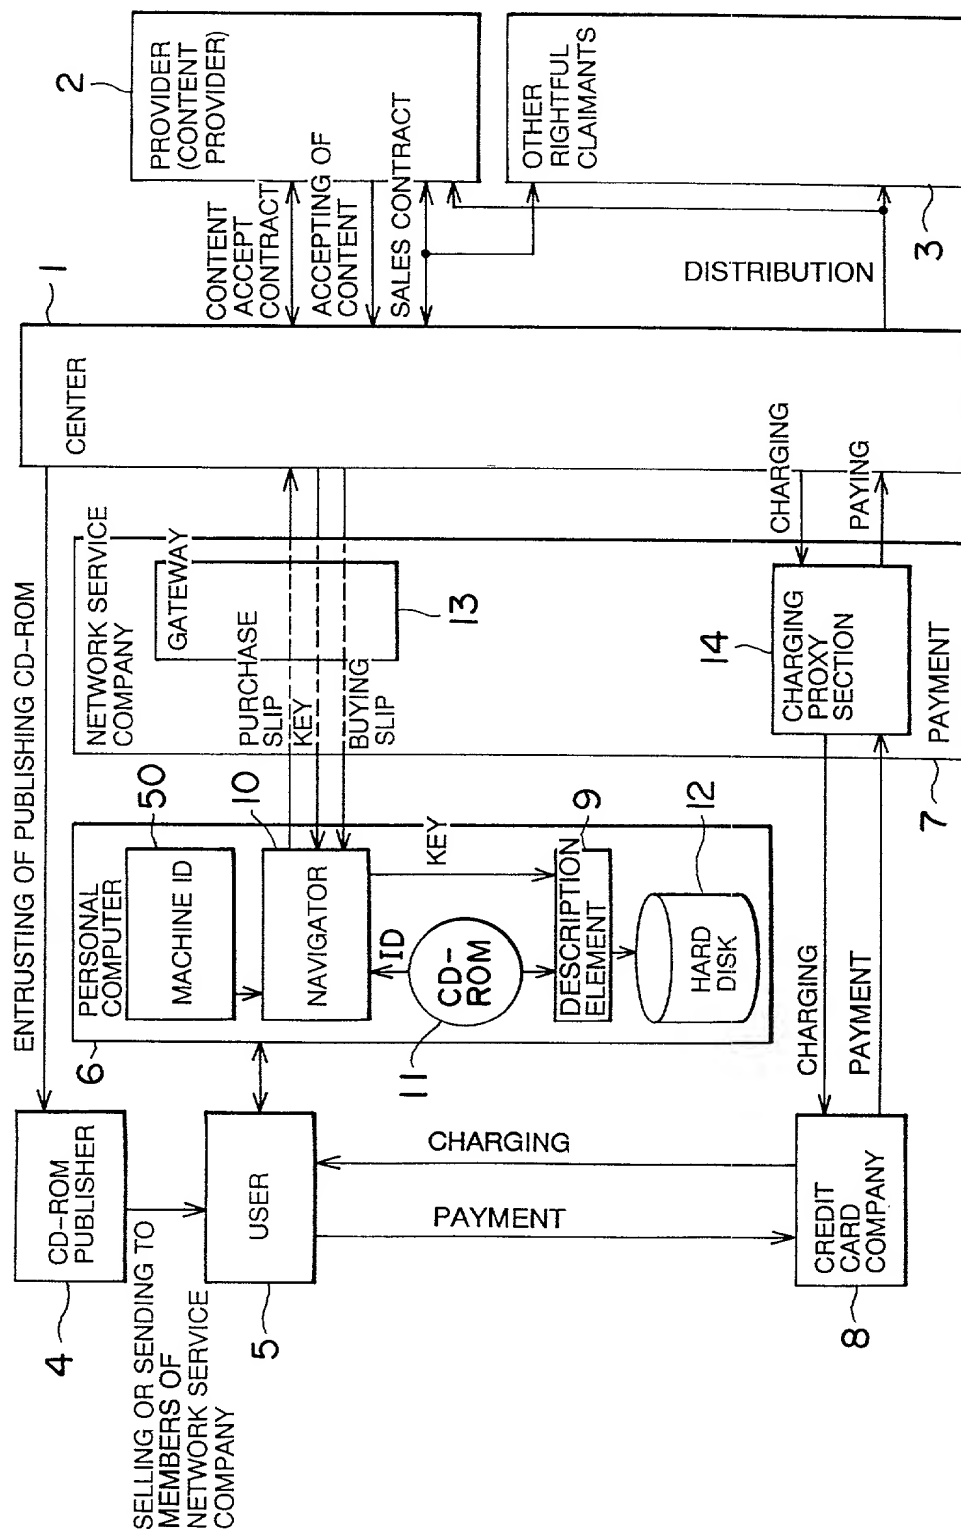 ENTRUSTING OF PUBLISHING CD-ROM
4
CD-ROM
PUBLISHER
SELLING OR SENDING TO
MEMBERS OF
NETWORK SERVICE
COMPANY
5
USER
6
PERSONAL
COMPUTER
50
MACHINE ID
10
NAVIGATOR
ID
11
CD-
ROM
KEY
9
DESCRIPTION
ELEMENT
12
HARD
DISK
NETWORK SERVICE
COMPANY
GATEWAY
13
PURCHASE
SLIP
KEY
BUYING
SLIP
1
CENTER
CONTENT
ACCEPT
CONTRACT
ACCEPTING OF
CONTENT
SALES CONTRACT
2
PROVIDER
(CONTENT
PROVIDER)
OTHER
RIGHTFUL
CLAIMANTS
3
DISTRIBUTION
CHARGING
PAYING
14
CHARGING
PROXY
SECTION
PAYMENT
7
CHARGING
PAYMENT
CHARGING
PAYMENT
CREDIT
CARD
COMPANY
8